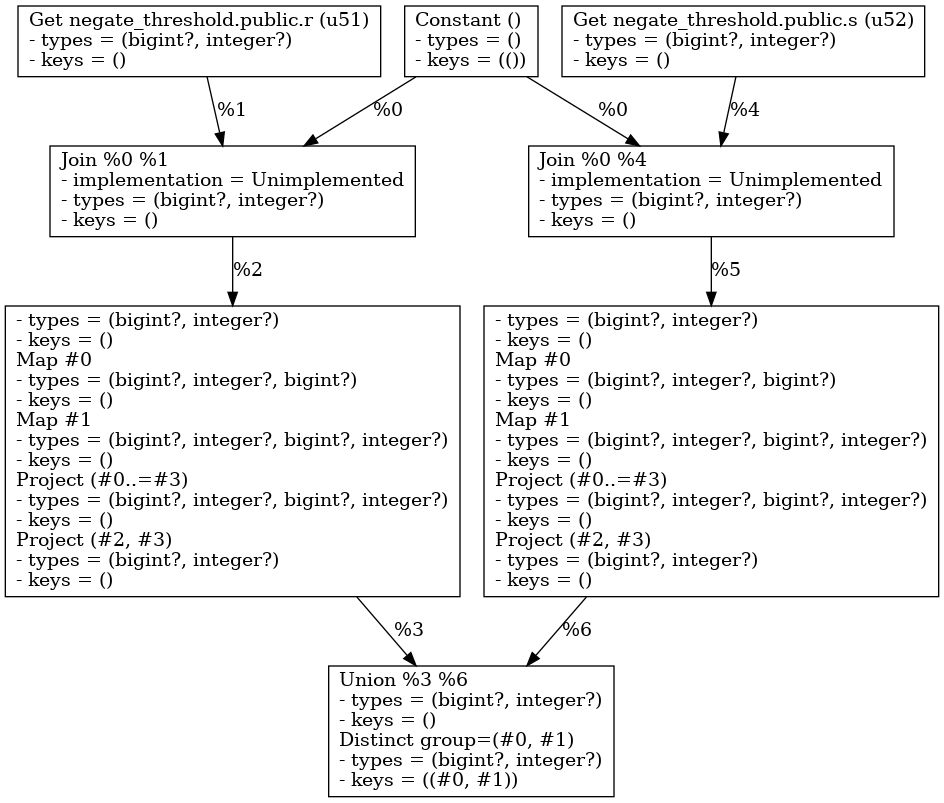 Get negate_threshold.public.r (u51)
- types = (bigint?, integer?)
- keys = ()
Constant ()
- types = ()
- keys = (())
Get negate_threshold.public.s (u52)
- types = (bigint?, integer?)
- keys = ()
%1
%0
%0
%4
Join %0 %1
- implementation = Unimplemented
- types = (bigint?, integer?)
- keys = ()
Join %0 %4
- implementation = Unimplemented
- types = (bigint?, integer?)
- keys = ()
%2
%5
- types = (bigint?, integer?)
- keys = ()
Map #0
- types = (bigint?, integer?, bigint?)
- keys = ()
Map #1
- types = (bigint?, integer?, bigint?, integer?)
- keys = ()
Project (#0..=#3)
- types = (bigint?, integer?, bigint?, integer?)
- keys = ()
Project (#2, #3)
- types = (bigint?, integer?)
- keys = ()
- types = (bigint?, integer?)
- keys = ()
Map #0
- types = (bigint?, integer?, bigint?)
- keys = ()
Map #1
- types = (bigint?, integer?, bigint?, integer?)
- keys = ()
Project (#0..=#3)
- types = (bigint?, integer?, bigint?, integer?)
- keys = ()
Project (#2, #3)
- types = (bigint?, integer?)
- keys = ()
%3
%6
Union %3 %6
- types = (bigint?, integer?)
- keys = ()
Distinct group=(#0, #1)
- types = (bigint?, integer?)
- keys = ((#0, #1))